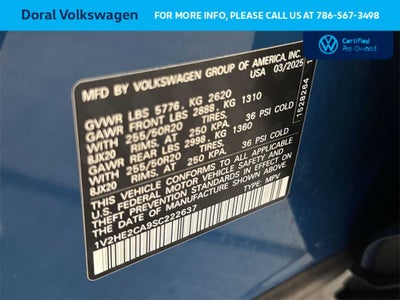 Doral Volkswagen
FOR MORE INFORMATION PLEASE CALL US AT 786-567-3498
Certified
Pre-Owned
MFD BY VOLKSWAGEN GROUP OF AMERICA, INC.
USA 03/2025
GVWR LBS 5776. KG 2620
GAWR FRONT LBS 2888. KG 1310
WITH 255/50R20 TIRES.
8JX20 RIMS. AT 250 KPA. 36 PSI COLD
GAWR REAR LBS 2998. KG 1360
WITH 255/50R20 TIRES.
8JX20 RIMS. AT 250 KPA. 36 PSI COLD
THIS VEHICLE CONFORMS TO ALL APPLICABLE
U.S. FEDERAL MOTOR VEHICLE SAFETY AND
THEFT PREVENTION STANDARDS IN EFFECT ON
THE DATE OF MANUFACTURE SHOWN ABOVE.
1V2HE2CA9SC222637 TYPE: MPV
1528284